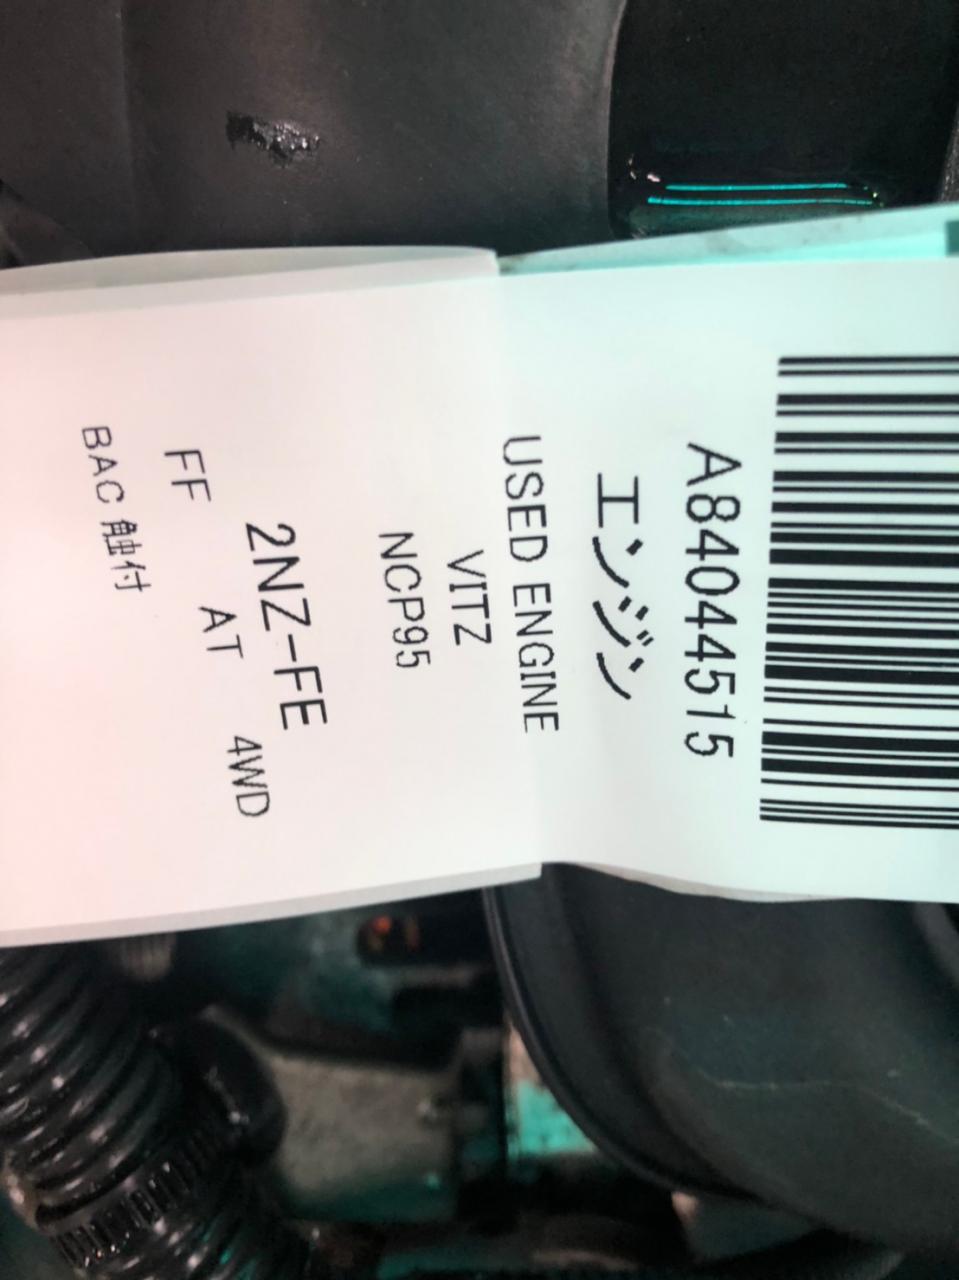 A84044515
エンジン
USED ENGINE
VITZ
NCP95
2NZ-FE
FF AT 4WD
BAC 触付